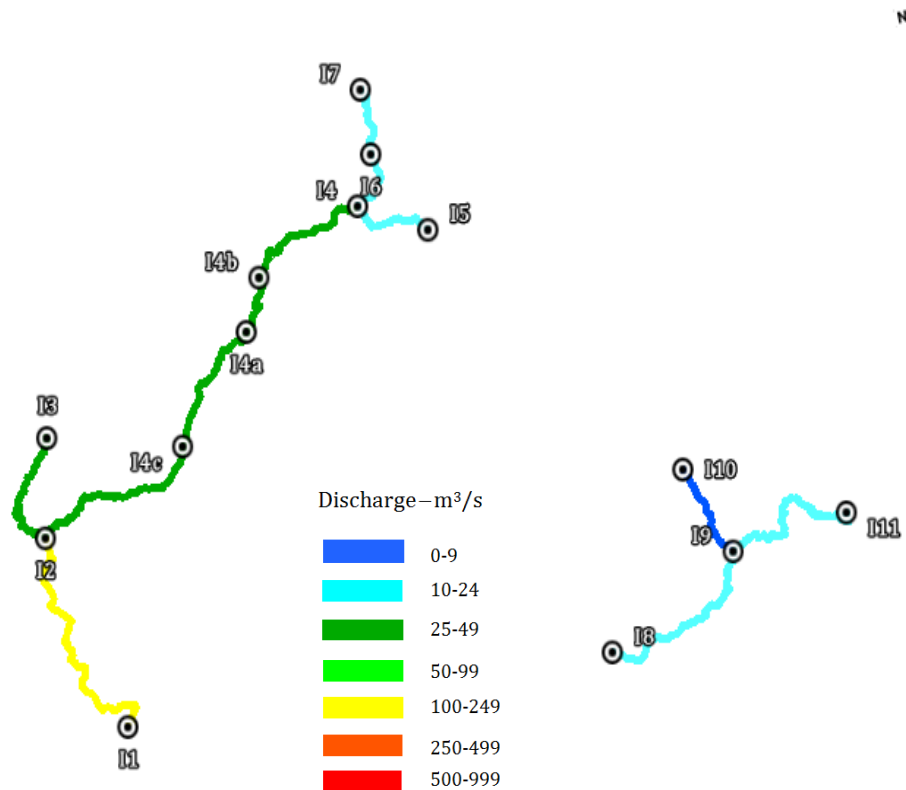 N
I7
I4
I6
I5
I4b
I4a
I3
I4c
I10
I9
I11
I2
I8
I1
Discharge–m³/s
0-9
10-24
25-49
50-99
100-249
250-499
500-999